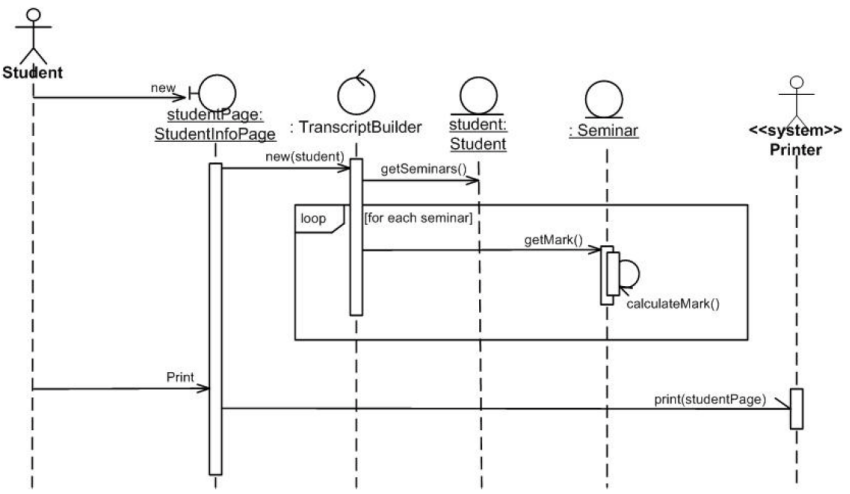 Student
new
studentPage:
StudentInfoPage
: TranscriptBuilder
student:
Student
: Seminar
<<system>>
Printer
new(student)
getSeminars()
loop
[for each seminar]
getMark()
calculateMark()
Print
print(studentPage)